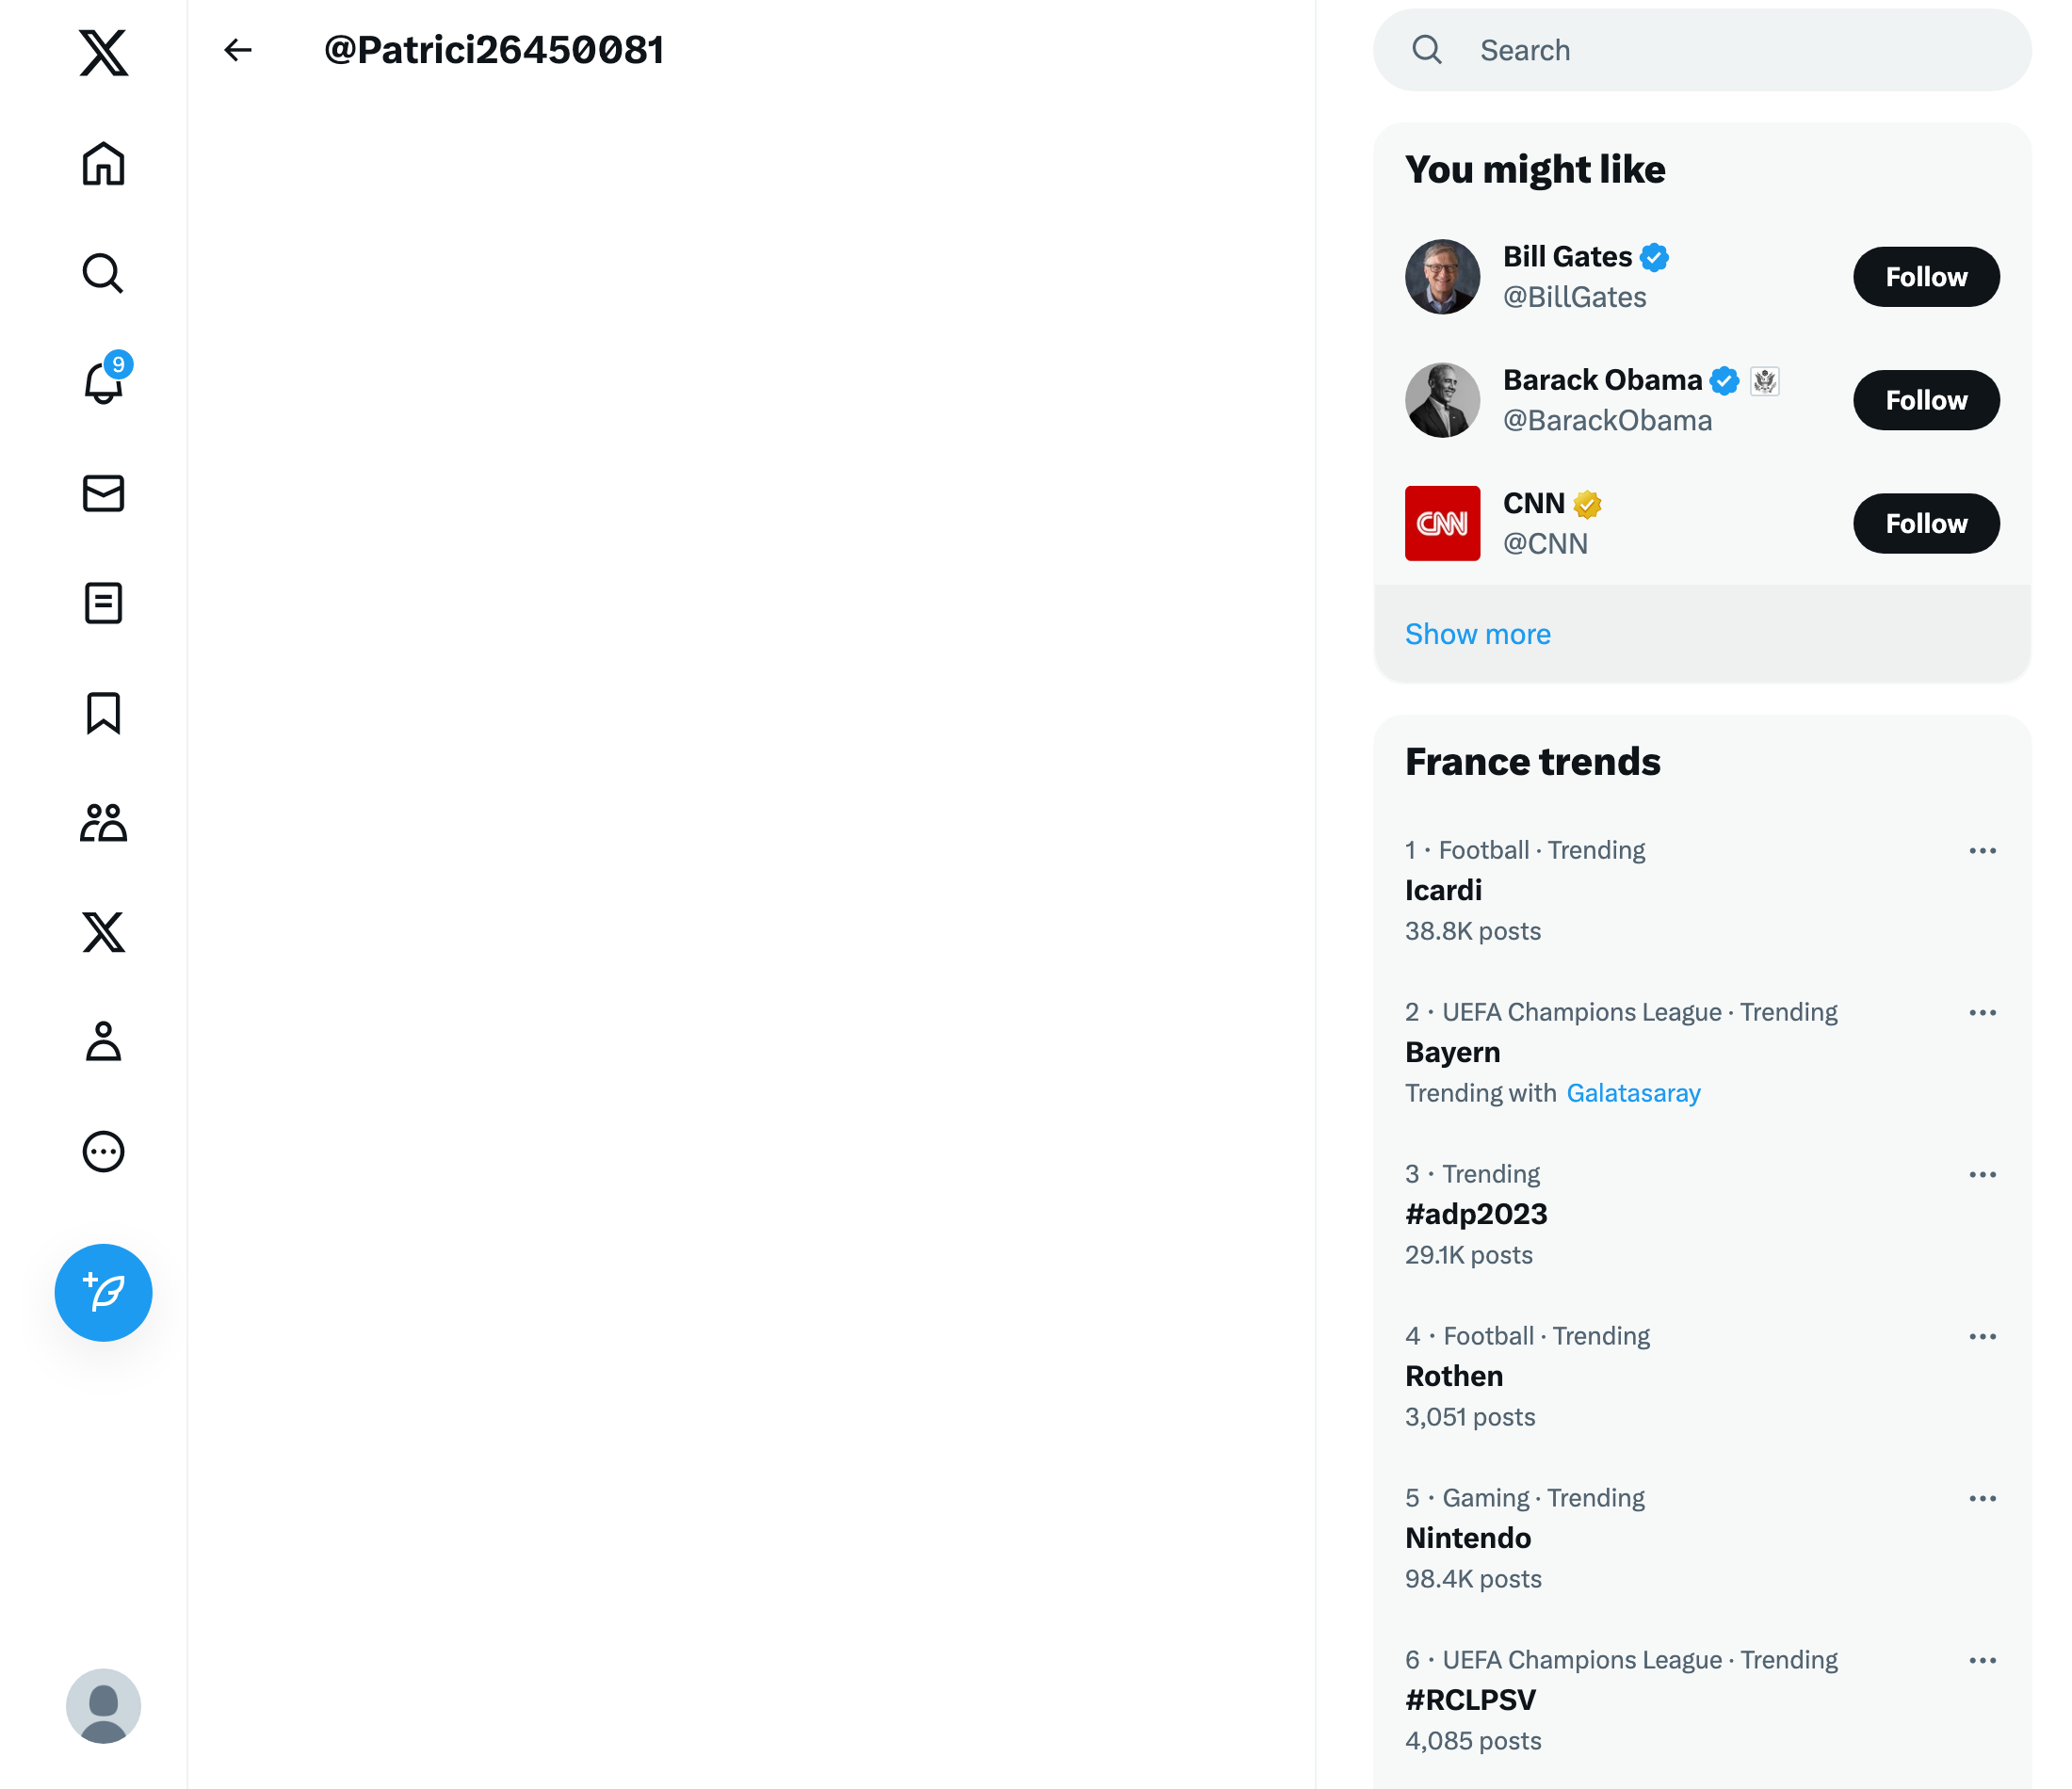 @Patrici26450081
Search
You might like
Bill Gates
@BillGates
Follow
Barack Obama
@BarackObama
Follow
CNN
CNN
@CNN
Follow
Show more
9
France trends
1 · Football · Trending
Icardi
38.8K posts
2 · UEFA Champions League · Trending
Bayern
Trending with Galatasaray
3 · Trending
#adp2023
29.1K posts
4 · Football · Trending
Rothen
3,051 posts
5 · Gaming · Trending
Nintendo
98.4K posts
6 · UEFA Champions League · Trending
#RCLPSV
4,085 posts